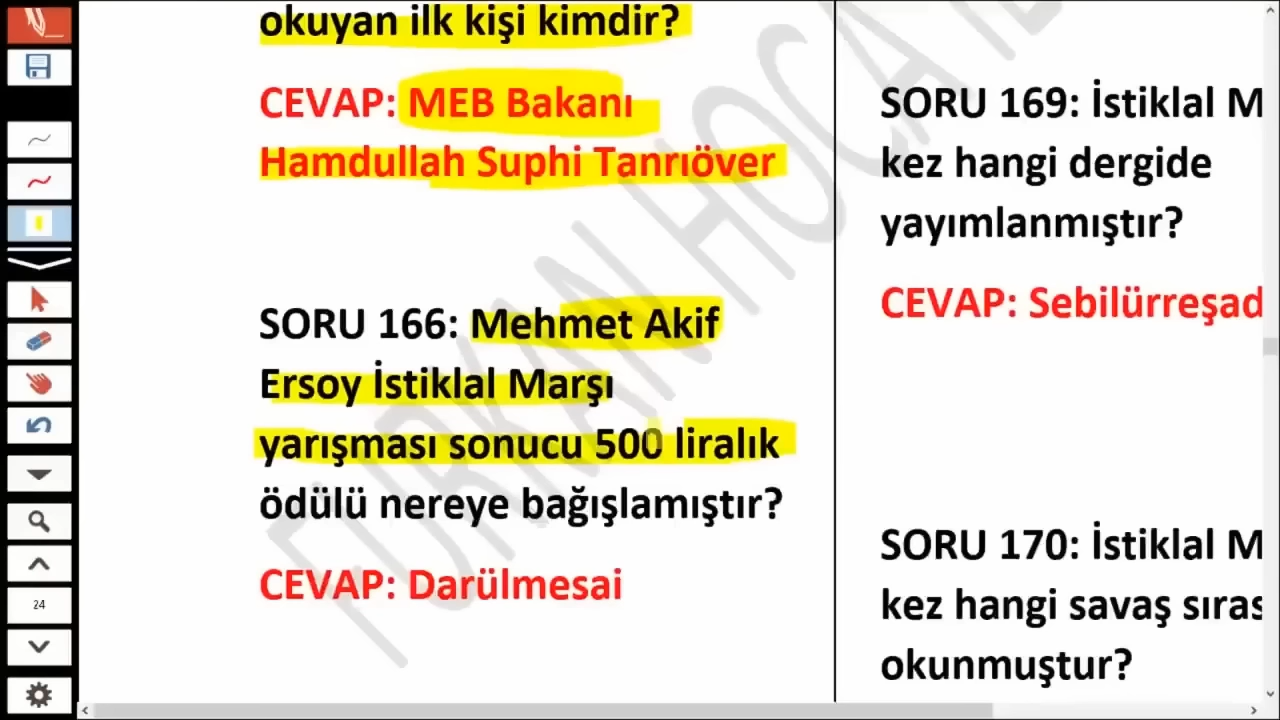 okuyan ilk kişi kimdir?
CEVAP: MEB Bakanı
Hamdullah Suphi Tanrıöver
SORU 166: Mehmet Akif
Ersoy İstiklal Marşı
yarışması sonucu 500 liralık
ödülü nereye bağışlamıştır?
CEVAP: Darülmesai
SORU 169: İstiklal M
kez hangi dergide
yayımlanmıştır?
CEVAP: Sebilürreşad
SORU 170: İstiklal M
kez hangi savaş sıras
okunmuştur?
FURKAN HOCA
24